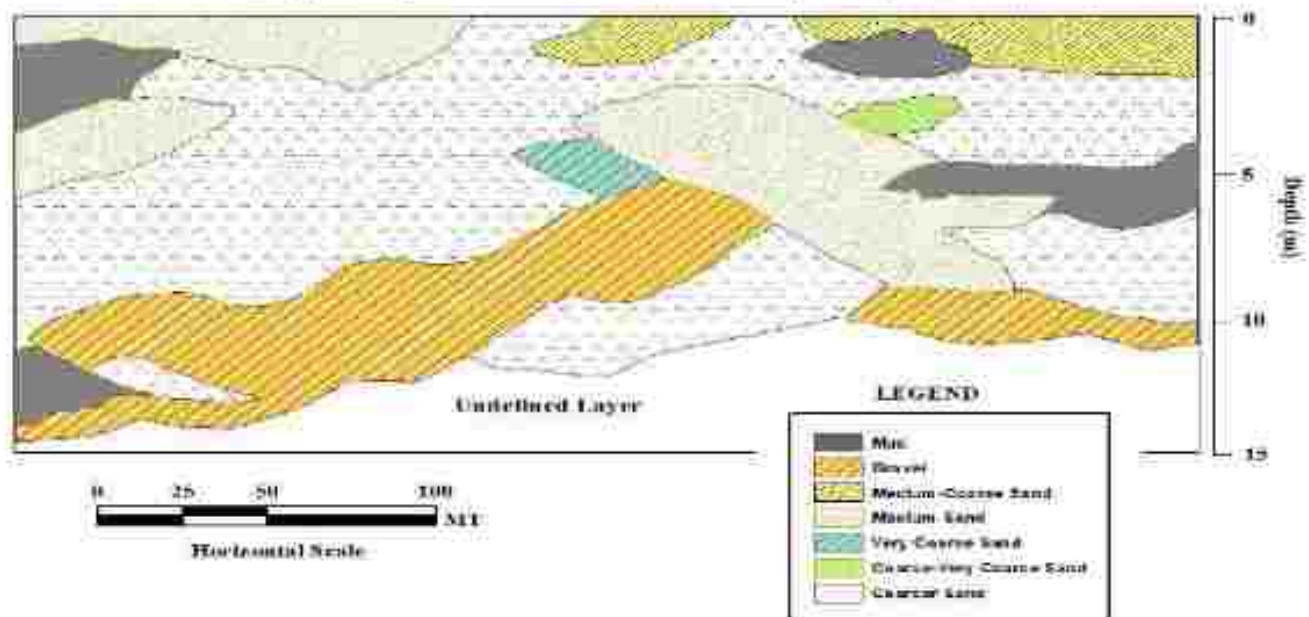 0
5
10
15
Depth (m)
Undefined Layer
LEGEND
Mud
Gravel
Medium-Coarse Sand
Medium Sand
Very Coarse Sand
Coarse-Very Coarse Sand
Coarser Sand
0 25 50 100
MT
Horizontal Scale